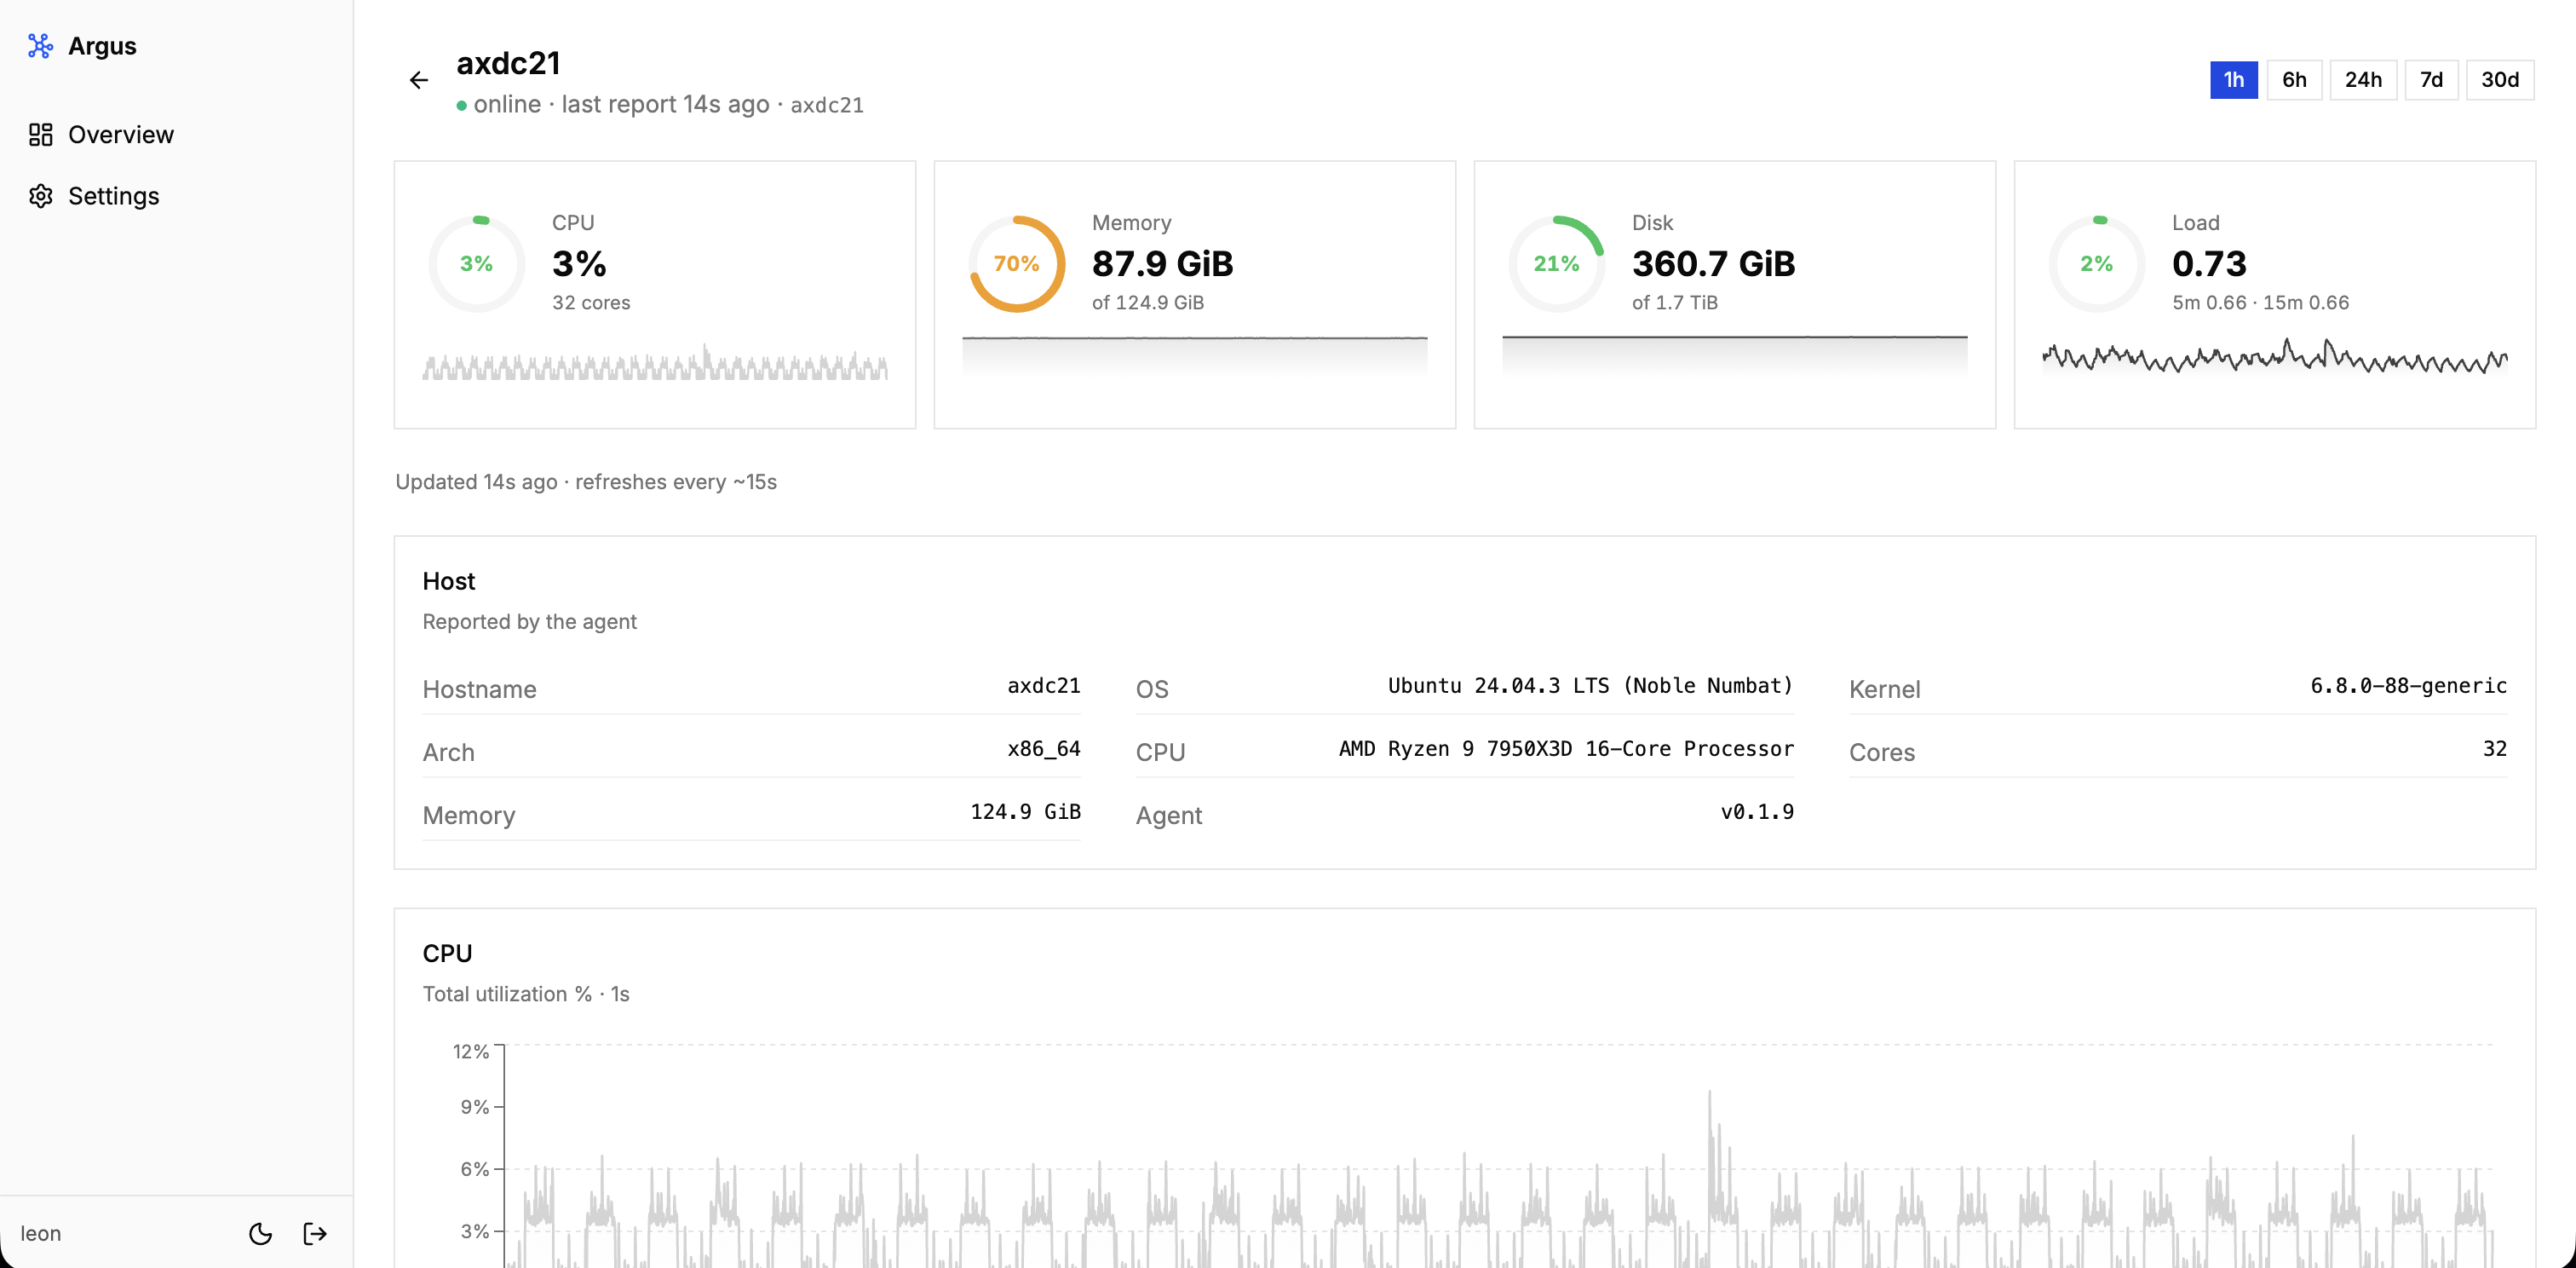 Argus
Overview
Settings
leon
axdc21
online · last report 14s ago · axdc21
1h 6h 24h 7d 30d
3%
CPU
3%
32 cores
70%
Memory
87.9 GiB
of 124.9 GiB
21%
Disk
360.7 GiB
of 1.7 TiB
2%
Load
0.73
5m 0.66 · 15m 0.66
Updated 14s ago · refreshes every ~15s
Host
Reported by the agent
Hostname axdc21
OS Ubuntu 24.04.3 LTS (Noble Numbat)
Kernel 6.8.0-88-generic
Arch x86_64
CPU AMD Ryzen 9 7950X3D 16-Core Processor
Cores 32
Memory 124.9 GiB
Agent v0.1.9
CPU
Total utilization % · 1s
12%
9%
6%
3%